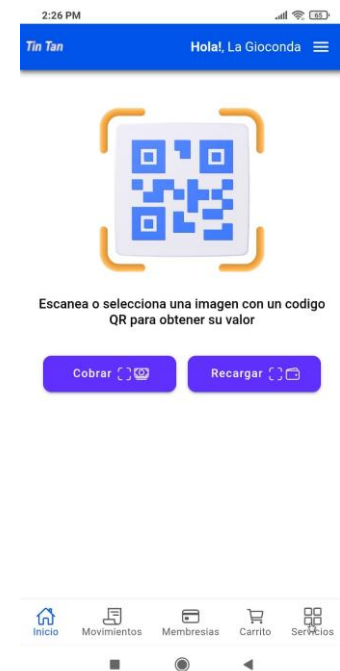 2:26 PM
65
Tin Tan
Hola!, La Gioconda
Escanea o selecciona una imagen con un codigo
QR para obtener su valor
Cobrar
Recargar
Inicio
Movimientos
Membresias
Carrito
Servicios